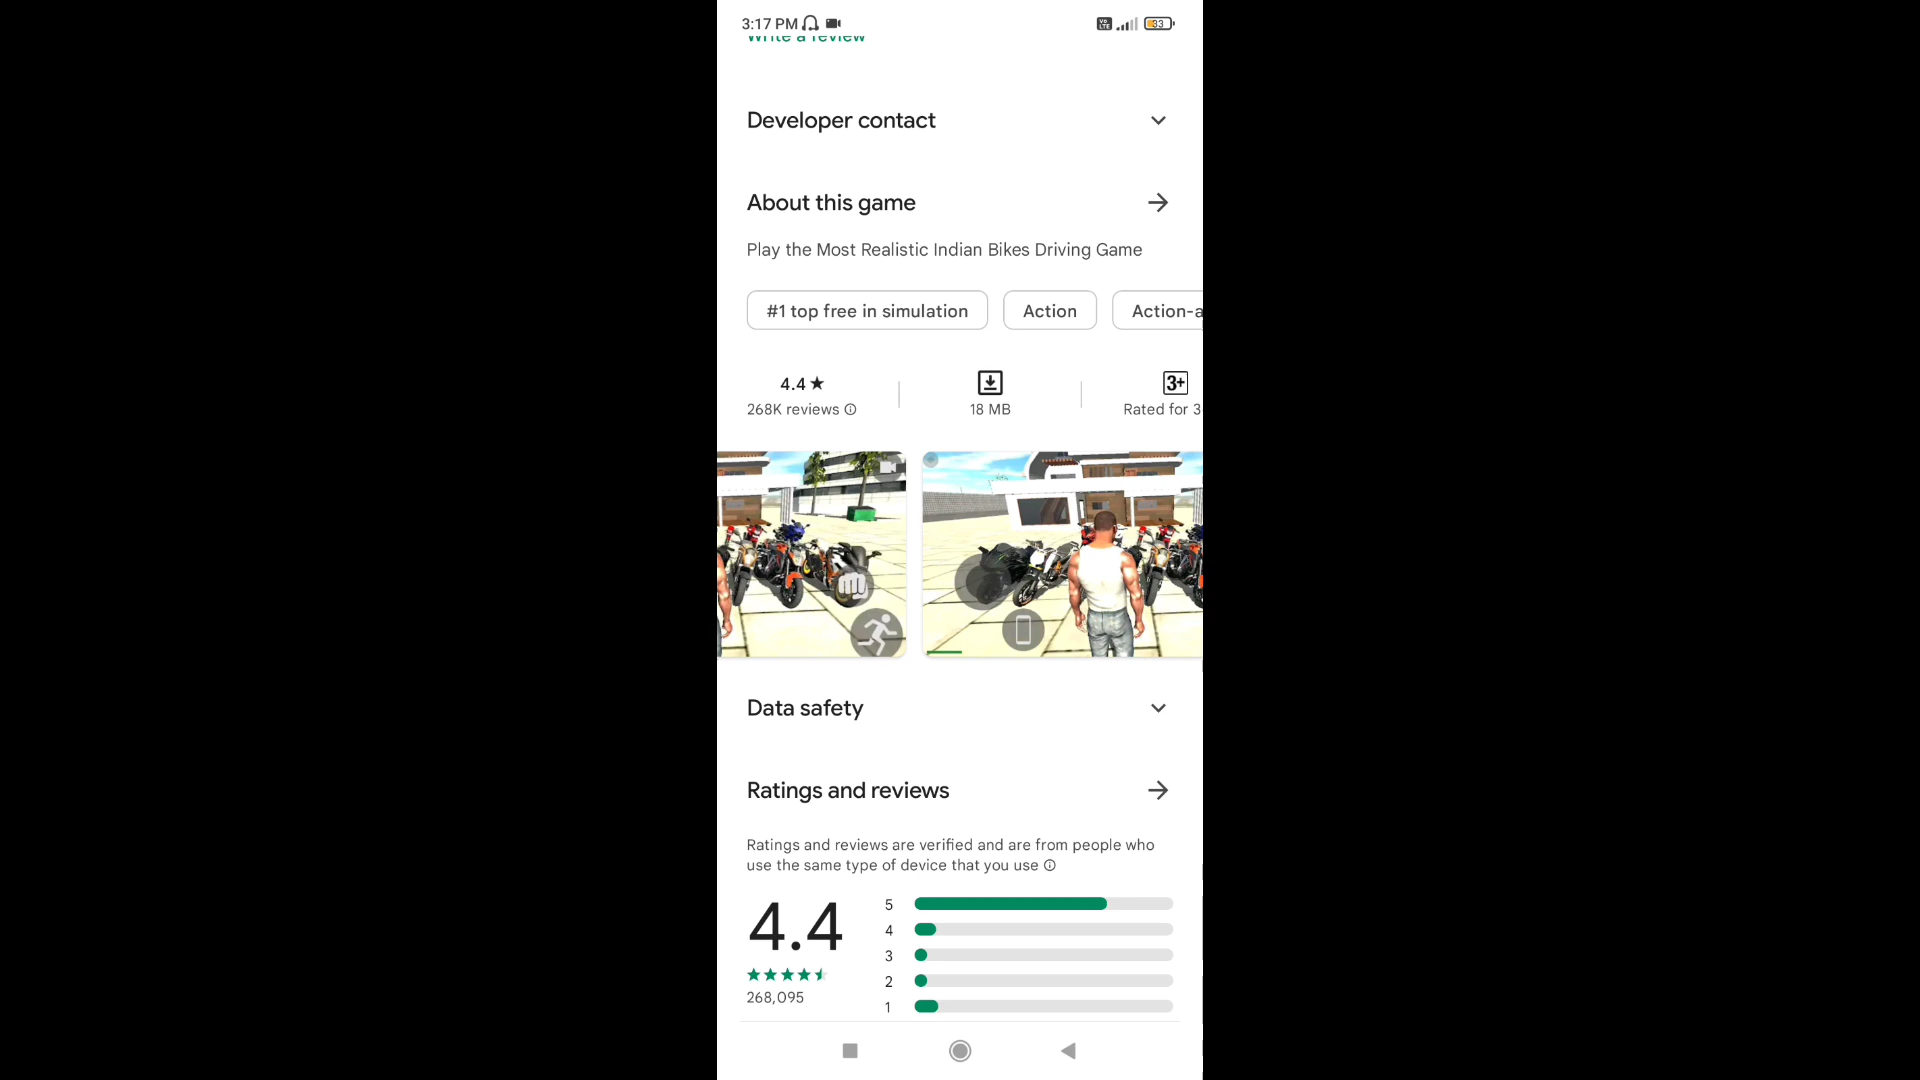 3:17 PM
Vo LTE
33
Write a review
Developer contact
About this game
Play the Most Realistic Indian Bikes Driving Game
#1 top free in simulation
Action
Action-a
4.4★
268K reviews
18 MB
3+
Rated for 3
Data safety
Ratings and reviews
Ratings and reviews are verified and are from people who
use the same type of device that you use
4.4
268,095
5
4
3
2
1